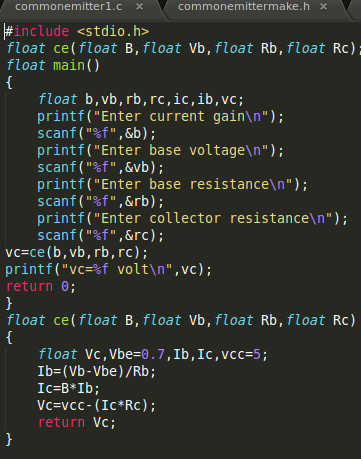 commonemitter1.c × commonemittermake.h ×
#include <stdio.h>
float ce(float B,float Vb,float Rb,float Rc);
float main()
{
    float b,vb,rb,rc,ic,ib,vc;
    printf("Enter current gain\n");
    scanf("%f",&b);
    printf("Enter base voltage\n");
    scanf("%f",&vb);
    printf("Enter base resistance\n");
    scanf("%f",&rb);
    printf("Enter collector resistance\n");
    scanf("%f",&rc);
vc=ce(b,vb,rb,rc);
printf("vc=%f volt\n",vc);
return 0;
}
float ce(float B,float Vb,float Rb,float Rc)
{
    float Vc,Vbe=0.7,Ib,Ic,vcc=5;
    Ib=(Vb-Vbe)/Rb;
    Ic=B*Ib;
    Vc=vcc-(Ic*Rc);
    return Vc;
}